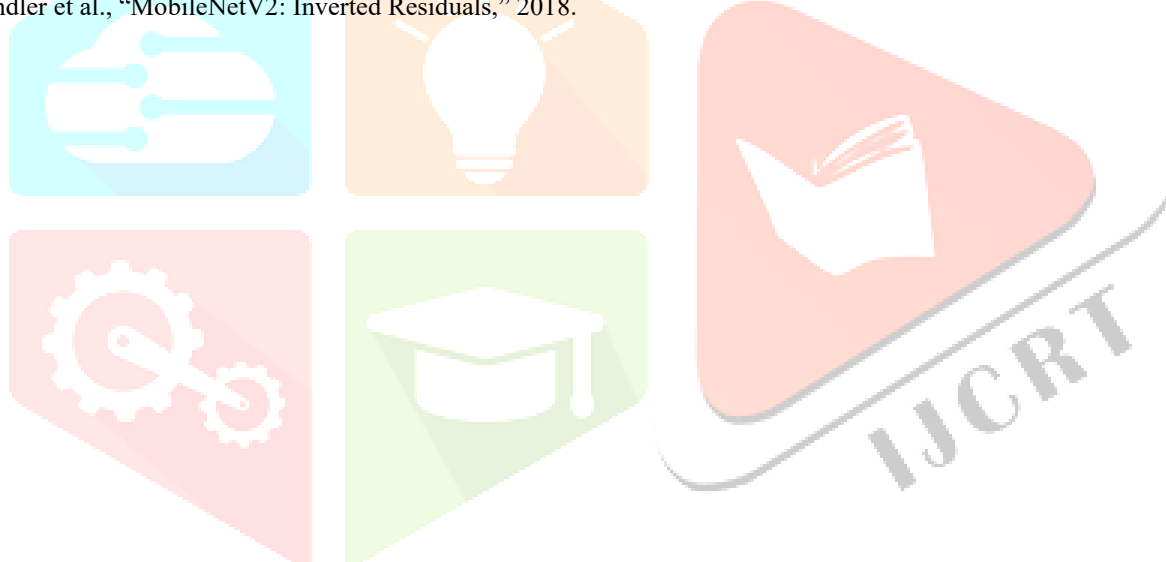 ndler et al., “MobileNetV2: Inverted Residuals,” 2018.
IJCRT